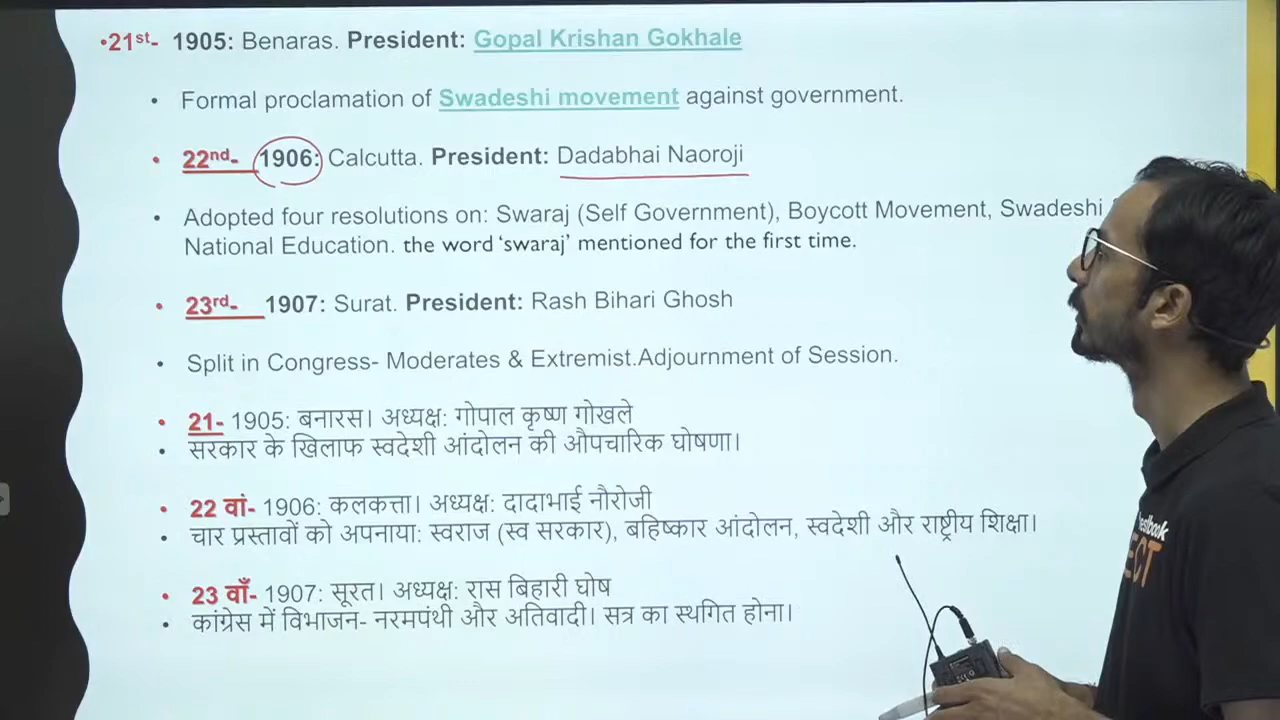 •21st- 1905: Benaras. President: Gopal Krishan Gokhale
• Formal proclamation of Swadeshi movement against government.
• 22nd- 1906: Calcutta. President: Dadabhai Naoroji
• Adopted four resolutions on: Swaraj (Self Government), Boycott Movement, Swadeshi
National Education. the word ‘swaraj’ mentioned for the first time.
• 23rd- 1907: Surat. President: Rash Bihari Ghosh
• Split in Congress- Moderates & Extremist.Adjournment of Session.
• 21- 1905: बनारस। अध्यक्ष: गोपाल कृष्ण गोखले
• सरकार के खिलाफ स्वदेशी आंदोलन की औपचारिक घोषणा।
• 22 वां- 1906: कलकत्ता। अध्यक्ष: दादाभाई नौरोजी
• चार प्रस्तावों को अपनाया: स्वराज (स्व सरकार), बहिष्कार आंदोलन, स्वदेशी और राष्ट्रीय शिक्षा।
• 23 वाँ- 1907: सूरत। अध्यक्ष: रास बिहारी घोष
• कांग्रेस में विभाजन- नरमपंथी और अतिवादी। सत्र का स्थगित होना।